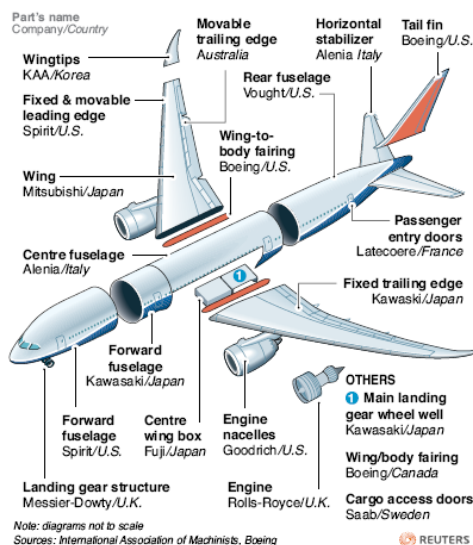 Part's name
Company/Country
Wingtips
KAA/Korea
Fixed & movable
leading edge
Spirit/U.S.
Wing
Mitsubishi/Japan
Centre fuselage
Alenia/Italy
Movable
trailing edge
Australia
Rear fuselage
Vought/U.S.
Wing-to-
body fairing
Boeing/U.S.
Horizontal
stabilizer
Alenia Italy
Tail fin
Boeing/U.S.
Passenger
entry doors
Latecoere/France
Fixed trailing edge
Kawaski/Japan
1
Forward
fuselage
Kawasaki/Japan
Forward
fuselage
Spirit/U.S.
Centre
wing box
Fuji/Japan
Engine
nacelles
Goodrich/U.S.
Landing gear structure
Messier-Dowty/U.K.
Engine
Rolls-Royce/U.K.
OTHERS
1 Main landing
gear wheel well
Kawasaki/Japan
Wing/body fairing
Boeing/Canada
Cargo access doors
Saab/Sweden
Note: diagrams not to scale
Sources: International Association of Machinists, Boeing
REUTERS